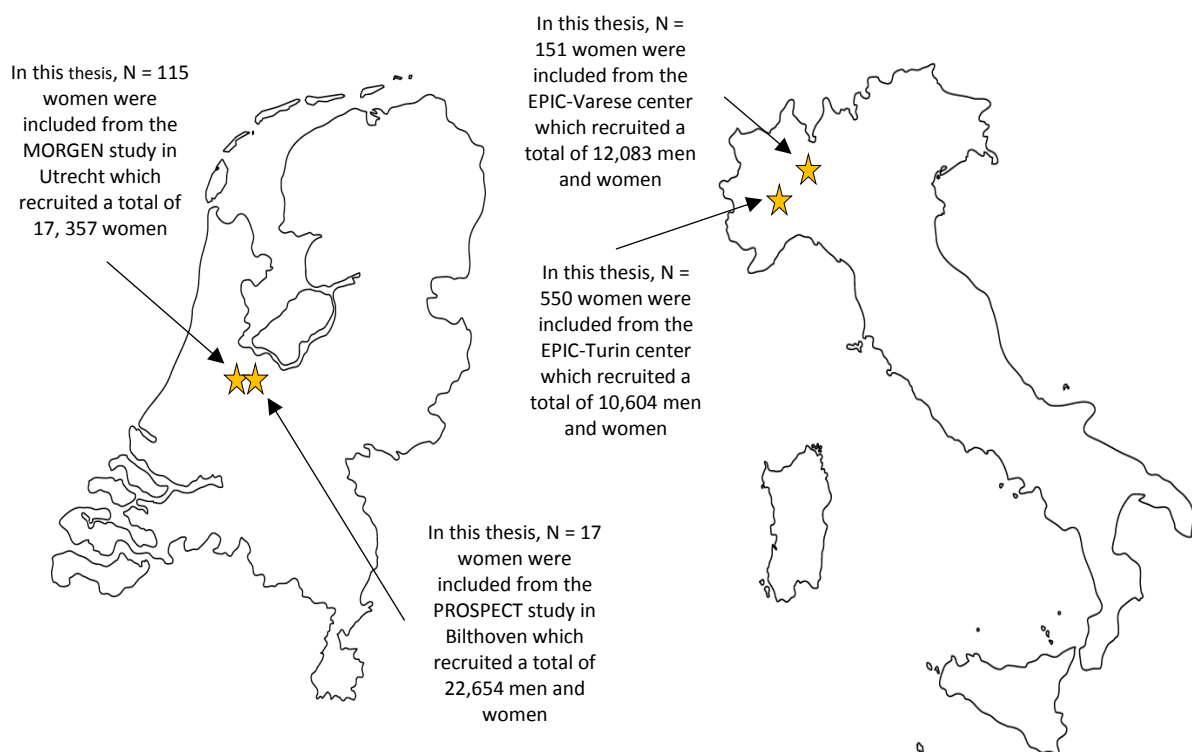 In this thesis, N = 115
women were
included from the
MORGEN study in
Utrecht which
recruited a total of
17, 357 women
In this thesis, N =
151 women were
included from the
EPIC-Varese center
which recruited a
total of 12,083 men
and women
In this thesis, N =
550 women were
included from the
EPIC-Turin center
which recruited a
total of 10,604 men
and women
In this thesis, N = 17
women were
included from the
PROSPECT study in
Bilthoven which
recruited a total of
22,654 men and
women